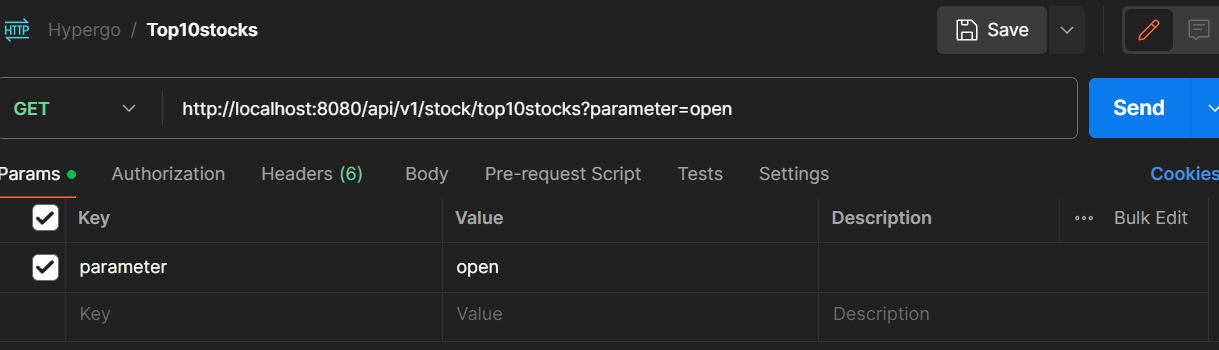 HTTP Hypergo / Top10stocks Save
GET http://localhost:8080/api/v1/stock/top10stocks?parameter=open Send
Params Authorization Headers (6) Body Pre-request Script Tests Settings Cookies
Key Value Description Bulk Edit
parameter open
Key Value Description